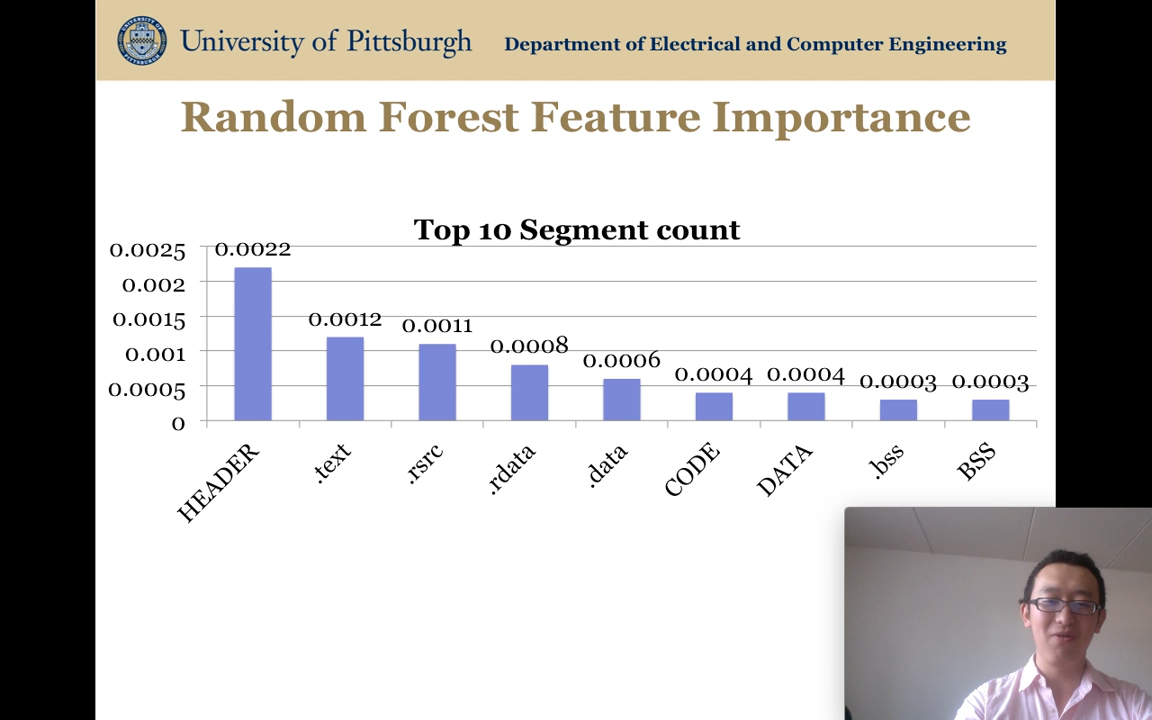 University of Pittsburgh
Department of Electrical and Computer Engineering
Random Forest Feature Importance
Top 10 Segment count
0.0025
0.002
0.0015
0.001
0.0005
0
0.0022
0.0012
0.0011
0.0008
0.0006
0.0004
0.0004
0.0003
0.0003
HEADER
.text
.rsrc
.rdata
.data
CODE
DATA
.bss
BSS